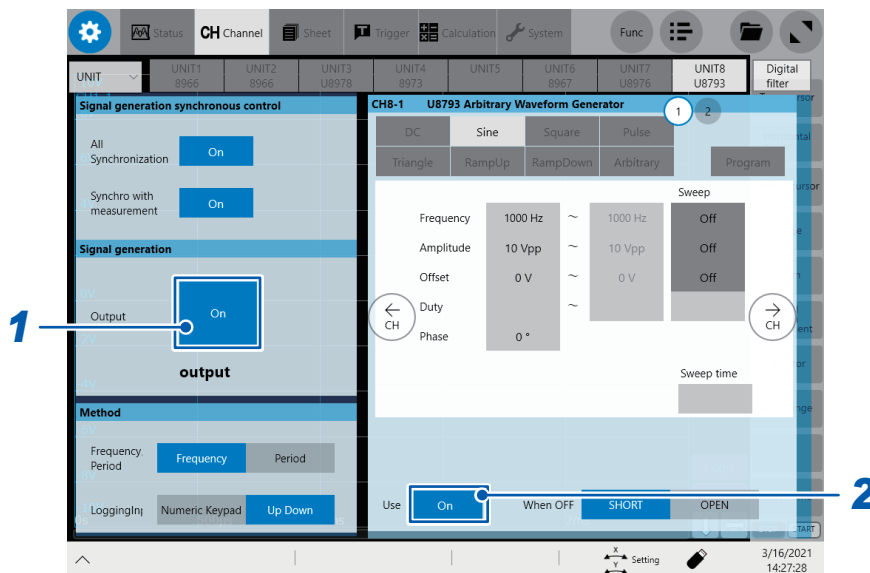 Status
CH Channel
Sheet
Trigger
Calculation
System
Func
UNIT
UNIT1
8966
UNIT2
8966
UNIT3
U8978
UNIT4
8973
UNIT5
UNIT6
8967
UNIT7
U8976
UNIT8
U8793
Digital
filter
Signal generation synchronous control
All
Synchronization
On
Synchro with
measurement
On
Signal generation
1
Output
On
output
Method
Frequency.
Period
Frequency
Period
LoggingInp
Numeric Keypad
Up Down
CH8-1 U8793 Arbitrary Waveform Generator
1
2
DC
Sine
Square
Pulse
Triangle
RampUp
RampDown
Arbitrary
Program
Sweep
Frequency
1000 Hz
~
1000 Hz
Off
Amplitude
10 Vpp
~
10 Vpp
Off
Offset
0 V
~
0 V
Off
Duty
~
Phase
0 °
←
CH
→
CH
Sweep time
Use
On
2
When OFF
SHORT
OPEN
START
X
Y
Setting
3/16/2021
14:27:28